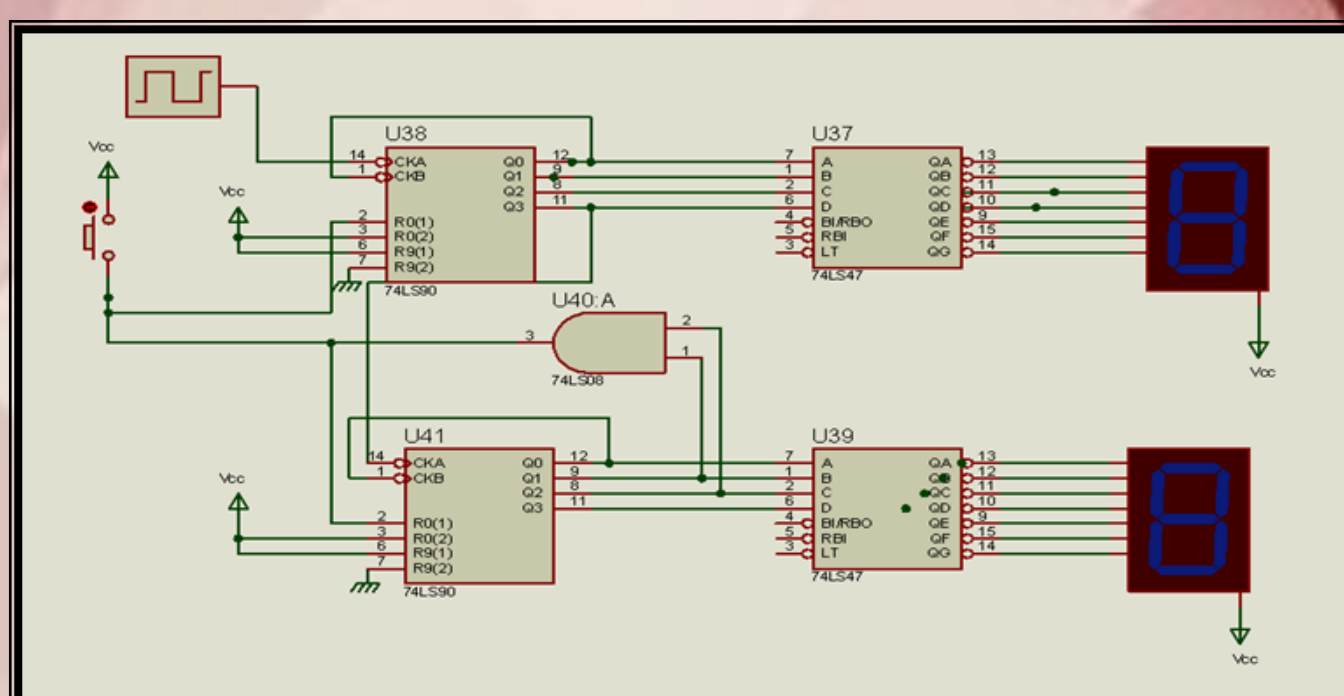 Vcc
U38
14 CKA Q0 12
1 CKB Q1 9
Q2 8
Q3 11
2 R0(1)
3 R0(2)
6 R9(1)
7 R9(2)
74LS90
Vcc
U37
7 A QA 13
1 B QB 12
2 C QC 11
6 D QD 10
4 BI/RBO QE 9
5 RBI QF 15
3 LT QG 14
74LS47
Vcc
U40:A
3 2
1
74LS08
U41
14 CKA Q0 12
1 CKB Q1 9
Q2 8
Q3 11
2 R0(1)
3 R0(2)
6 R9(1)
7 R9(2)
74LS90
Vcc
U39
7 A QA 13
1 B QB 12
2 C QC 11
6 D QD 10
4 BI/RBO QE 9
5 RBI QF 15
3 LT QG 14
74LS47
Vcc